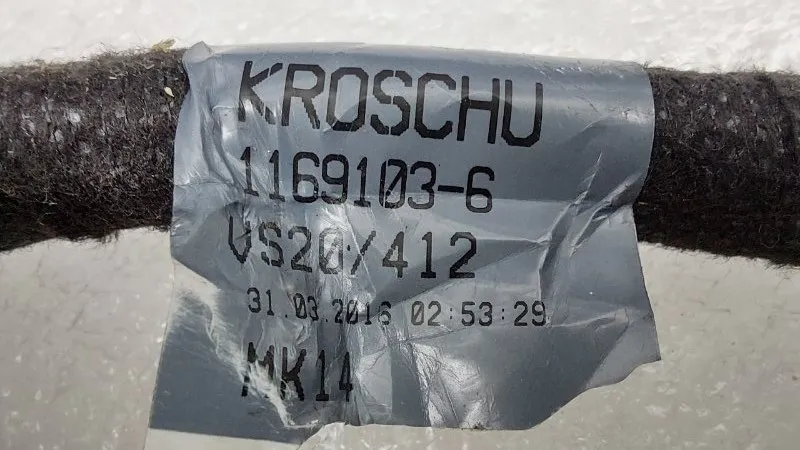 KROSCHU
1169103-6
VS20/412
31.03.2016 02:53:29
MK14